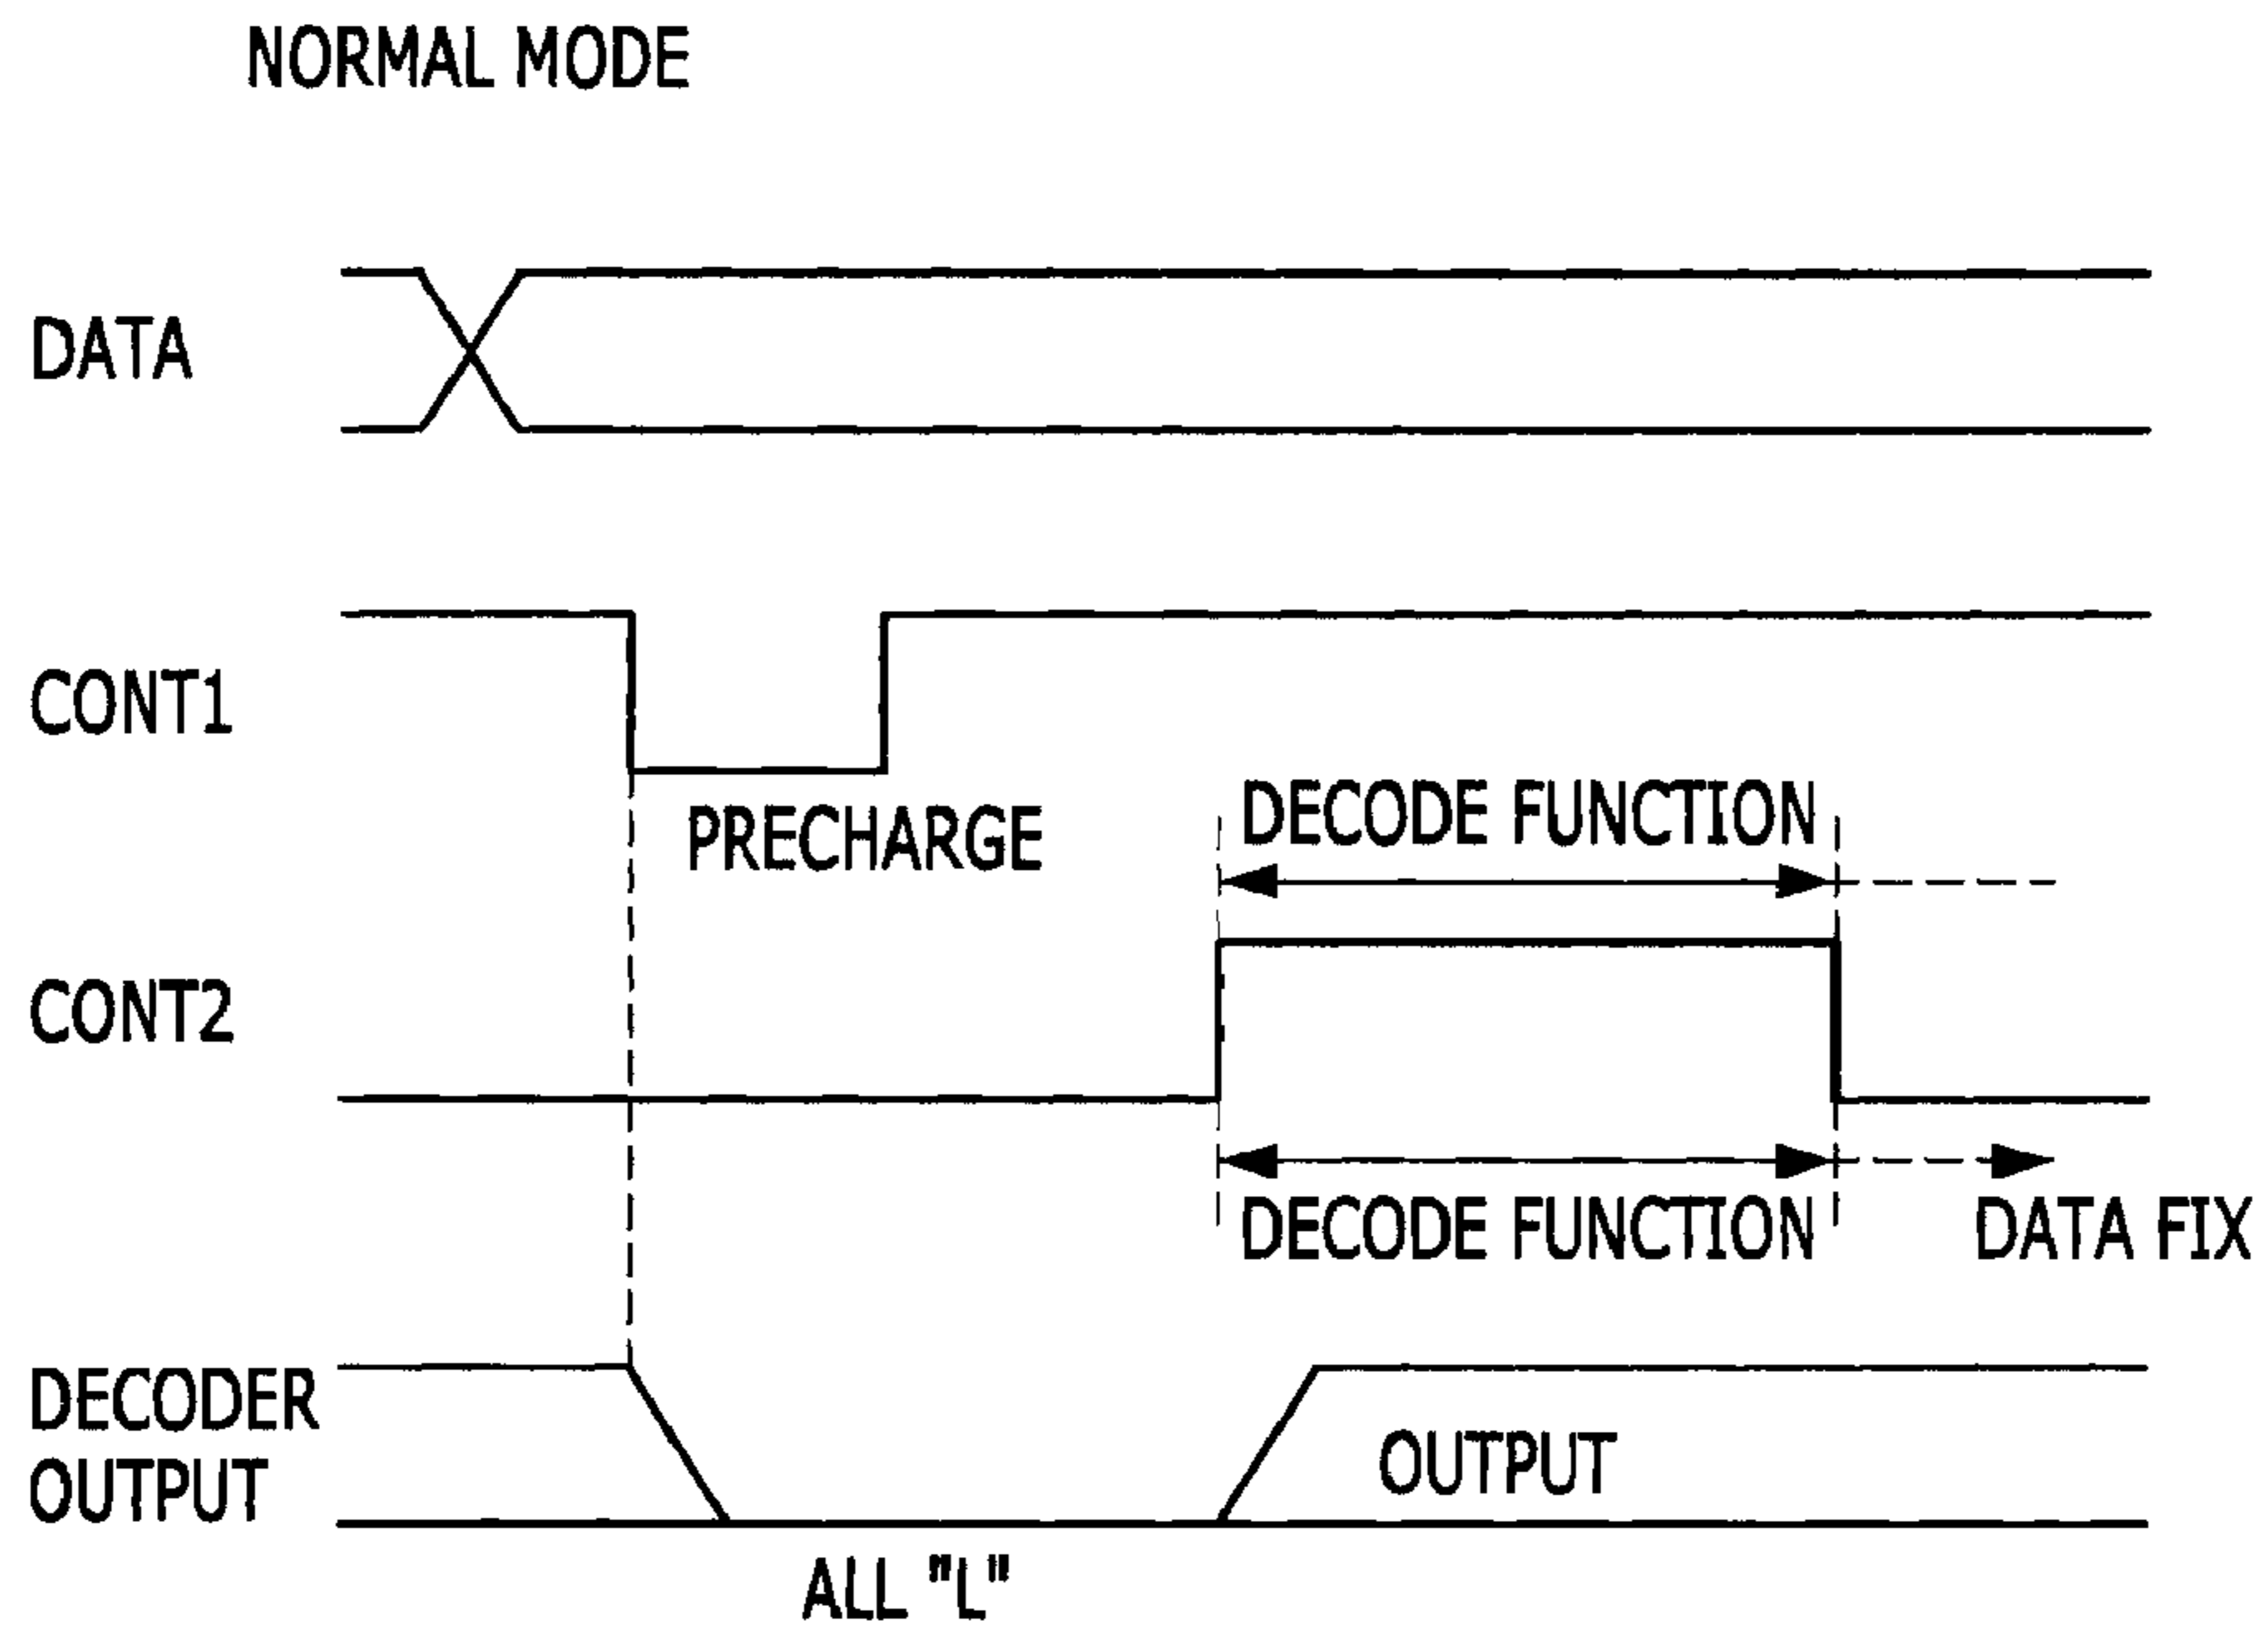 NORMAL MODE
DATA
CONT1
PRECHARGE
DECODE FUNCTION
CONT2
DECODE FUNCTION
DATA FIX
DECODER
OUTPUT
OUTPUT
ALL "L"